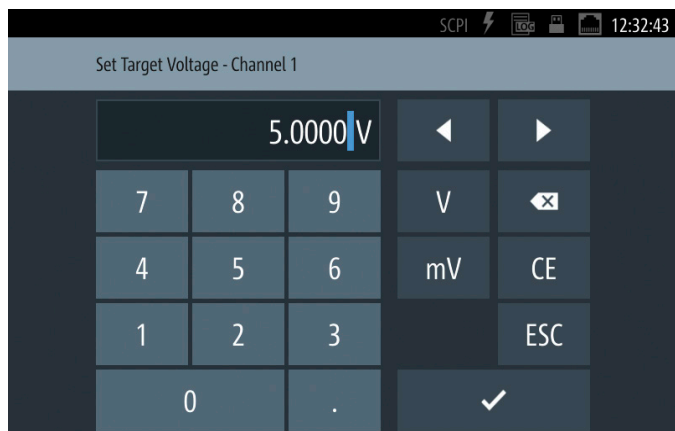 SCPI LOG 12:32:43
Set Target Voltage - Channel 1
5.0000 V
7 8 9 V
4 5 6 mV CE
1 2 3 ESC
0 .